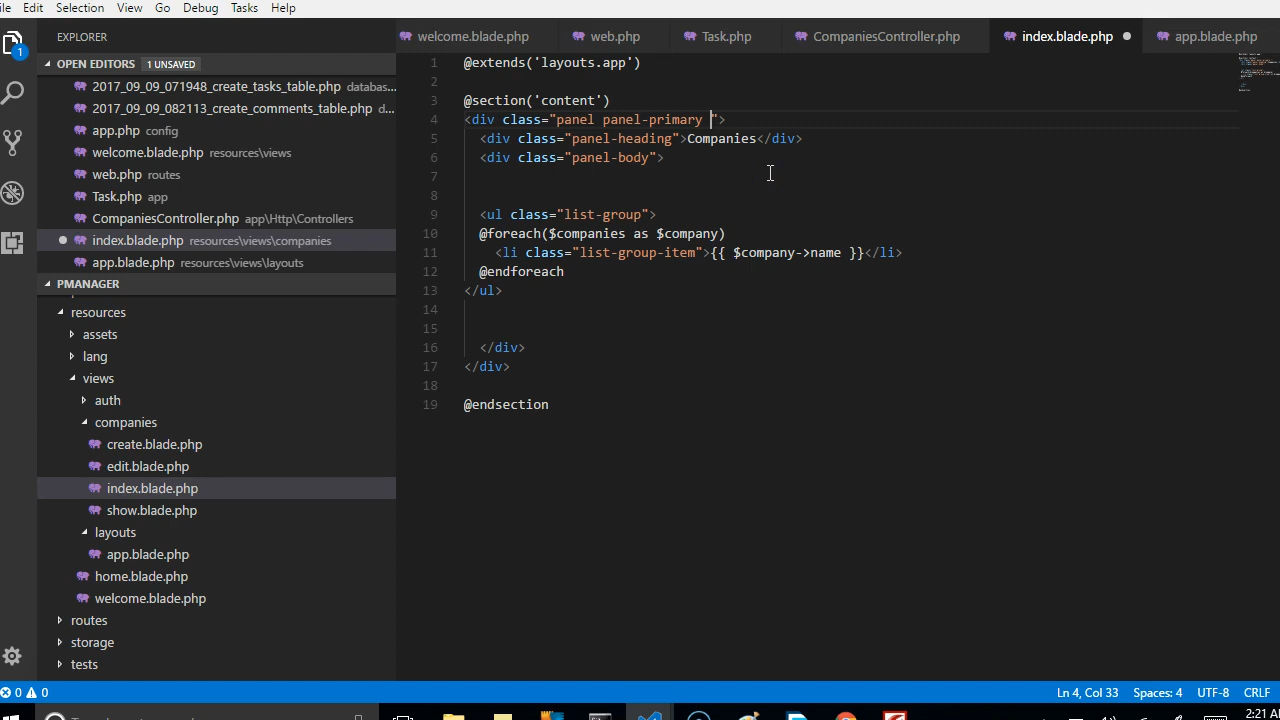 ile Edit Selection View Go Debug Tasks Help
EXPLORER
welcome.blade.php web.php Task.php CompaniesController.php index.blade.php app.blade.php
1
OPEN EDITORS 1 UNSAVED
2017_09_09_071948_create_tasks_table.php databas...
2017_09_09_082113_create_comments_table.php d...
app.php config
welcome.blade.php resources\views
web.php routes
Task.php app
CompaniesController.php app\Http\Controllers
index.blade.php resources\views\companies
app.blade.php resources\views\layouts
PMANAGER
resources
assets
lang
views
auth
companies
create.blade.php
edit.blade.php
index.blade.php
show.blade.php
layouts
app.blade.php
home.blade.php
welcome.blade.php
routes
storage
tests
1 @extends('layouts.app')
2
3 @section('content')
4 <div class="panel panel-primary ">
5 <div class="panel-heading">Companies</div>
6 <div class="panel-body">
7
8
9 <ul class="list-group">
10 @foreach($companies as $company)
11 <li class="list-group-item">{{ $company->name }}</li>
12 @endforeach
13 </ul>
14
15
16 </div>
17 </div>
18
19 @endsection
0 0 Ln 4, Col 33 Spaces: 4 UTF-8 CRLF
2:21 AM